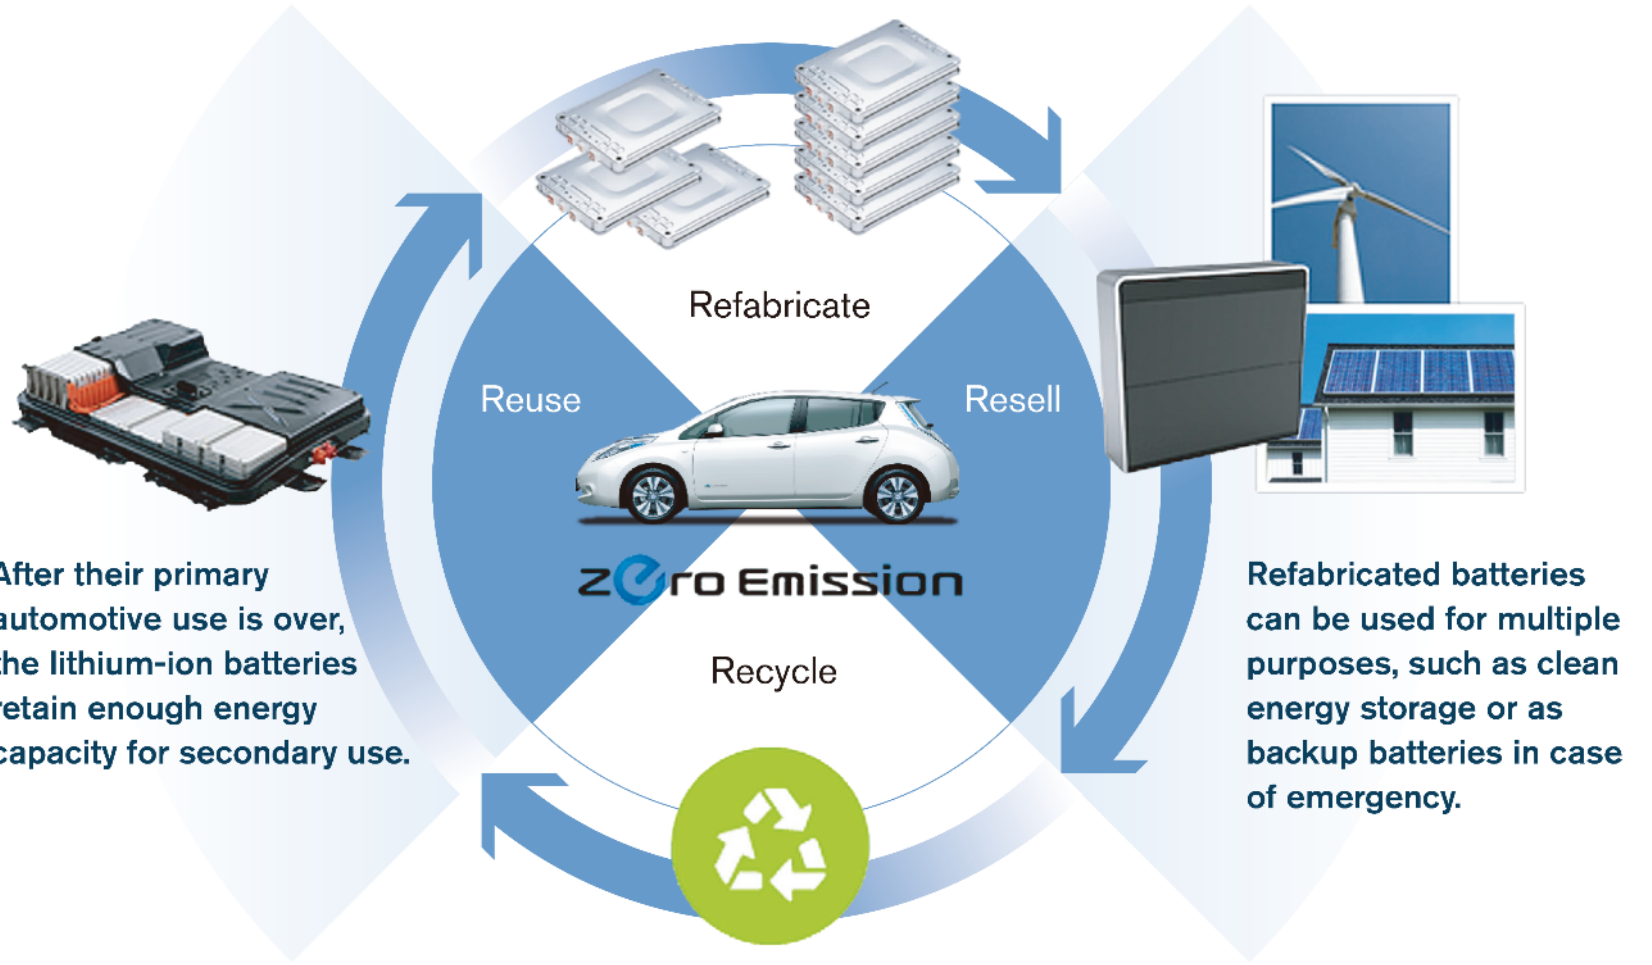 Refabricate
Reuse
Resell
zero Emission
Recycle
After their primary
automotive use is over,
the lithium-ion batteries
retain enough energy
capacity for secondary use.
Refabricated batteries
can be used for multiple
purposes, such as clean
energy storage or as
backup batteries in case
of emergency.